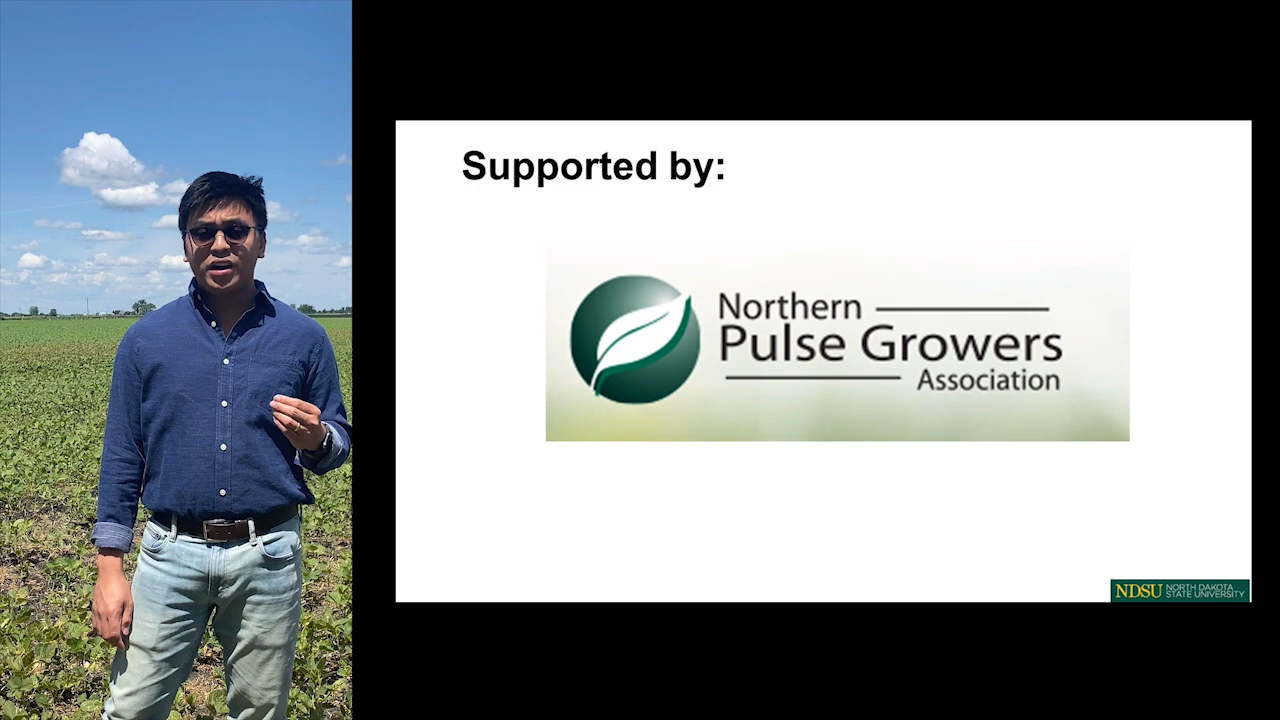 Supported by:
Northern
Pulse Growers
Association
NDSU NORTH DAKOTA
STATE UNIVERSITY